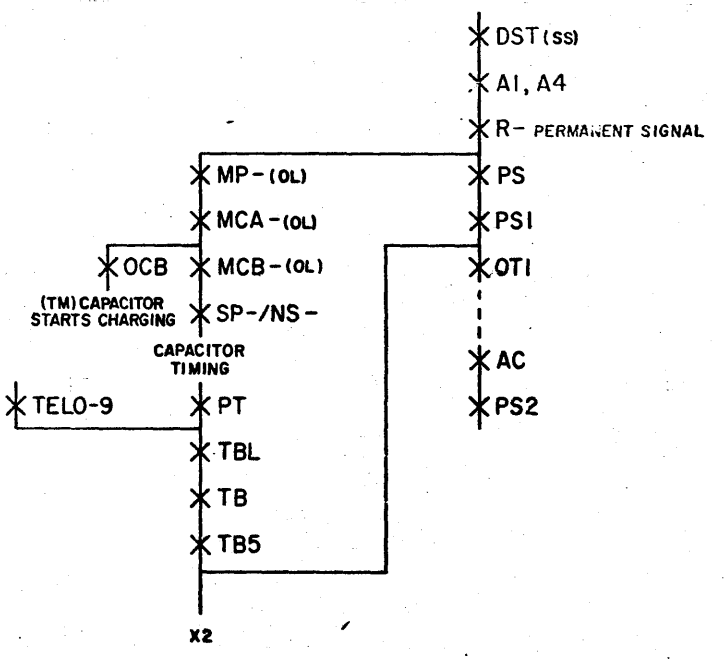 DST (SS)
A1, A4
R- PERMANENT SIGNAL
MP-(OL)
PS
MCA-(OL)
PS1
OCB
MCB-(OL)
OT1
(TM) CAPACITOR
STARTS CHARGING
SP-/NS-
CAPACITOR
TIMING
AC
TEL0-9
PT
PS2
TBL
TB
TB5
X2